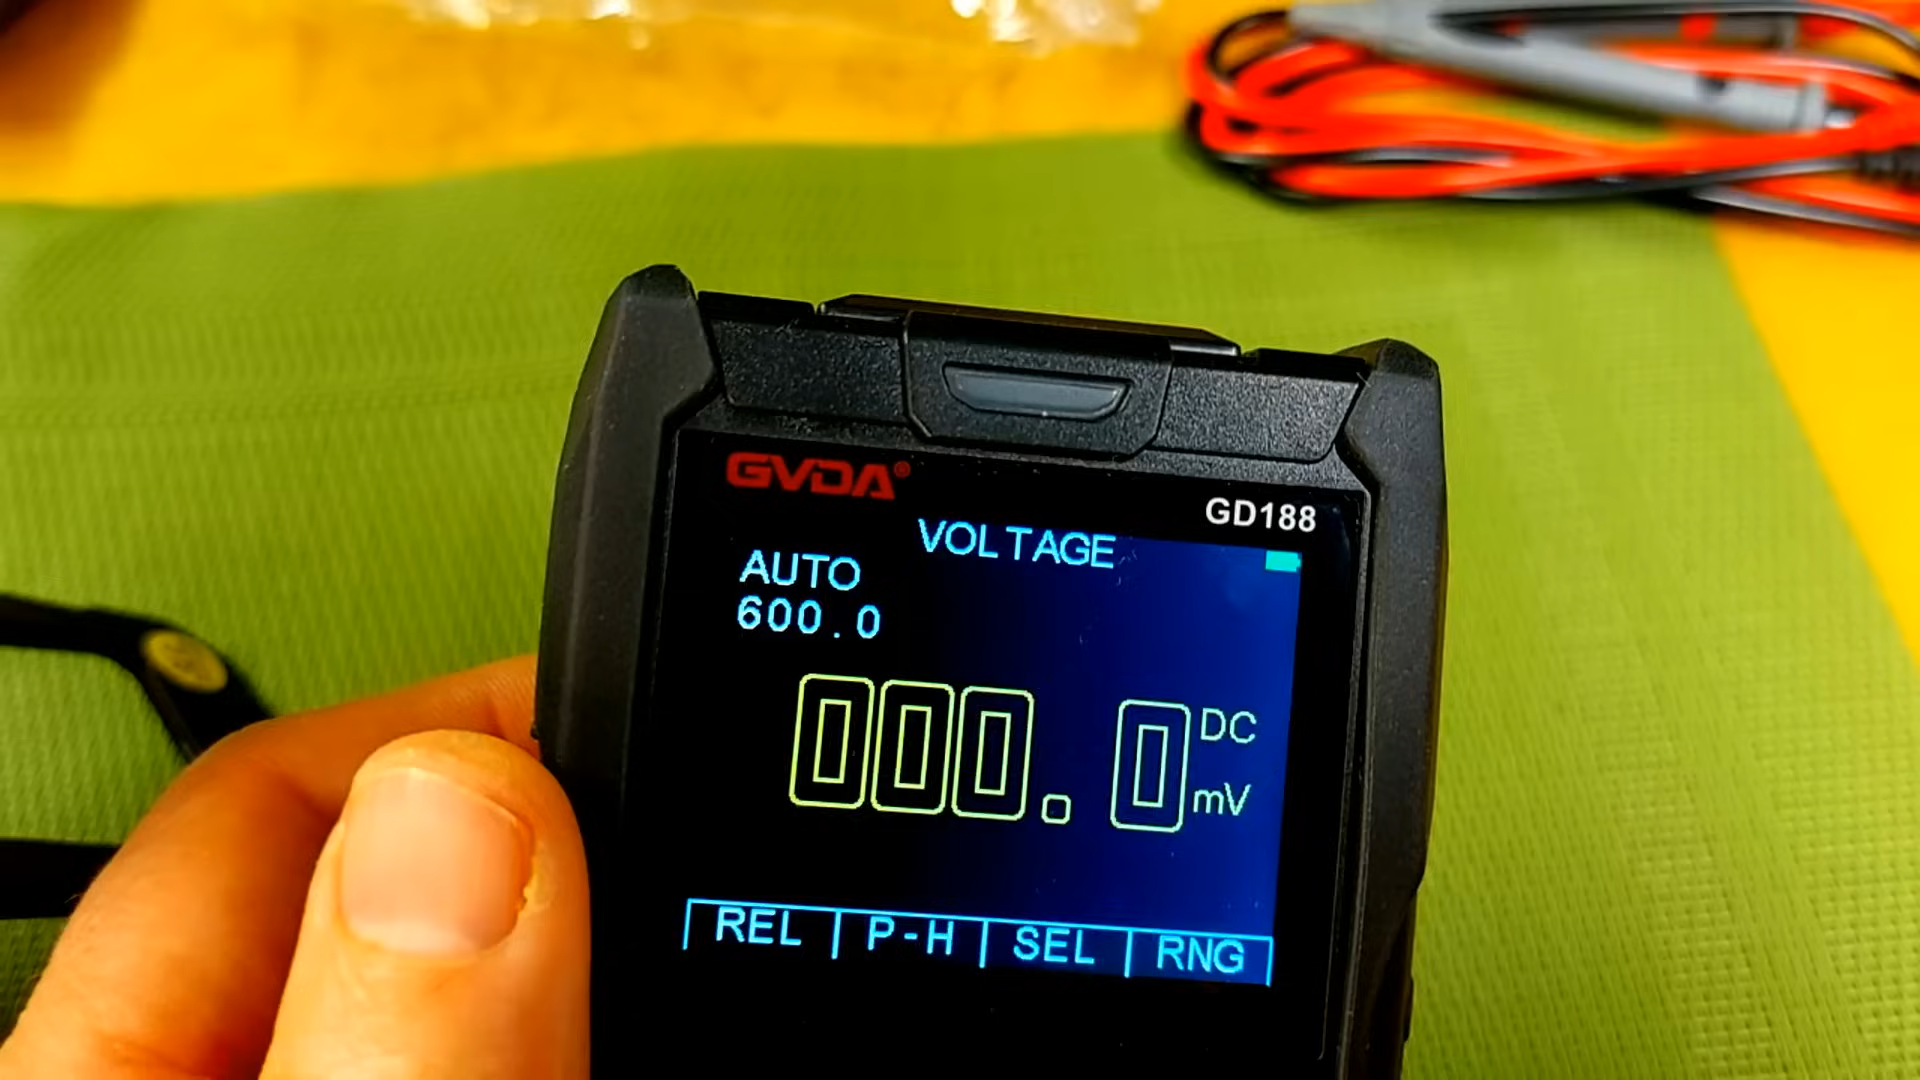 GVDA®
GD188
VOLTAGE
AUTO
600.0
000.0 DC mV
REL P-H SEL RNG